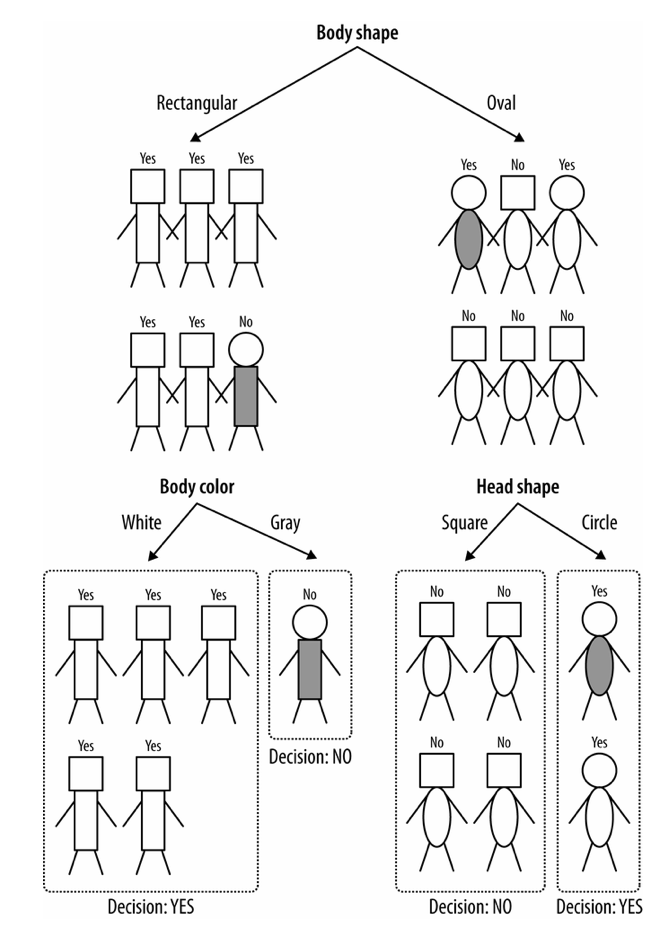 Body shape
Rectangular Oval
Yes Yes Yes
Yes No Yes
Yes Yes No
No No No
Body color
White Gray
Head shape
Square Circle
Yes Yes Yes
No
No No
Yes
Yes Yes
Decision: NO
No No
Yes
Decision: YES
Decision: NO
Decision: YES